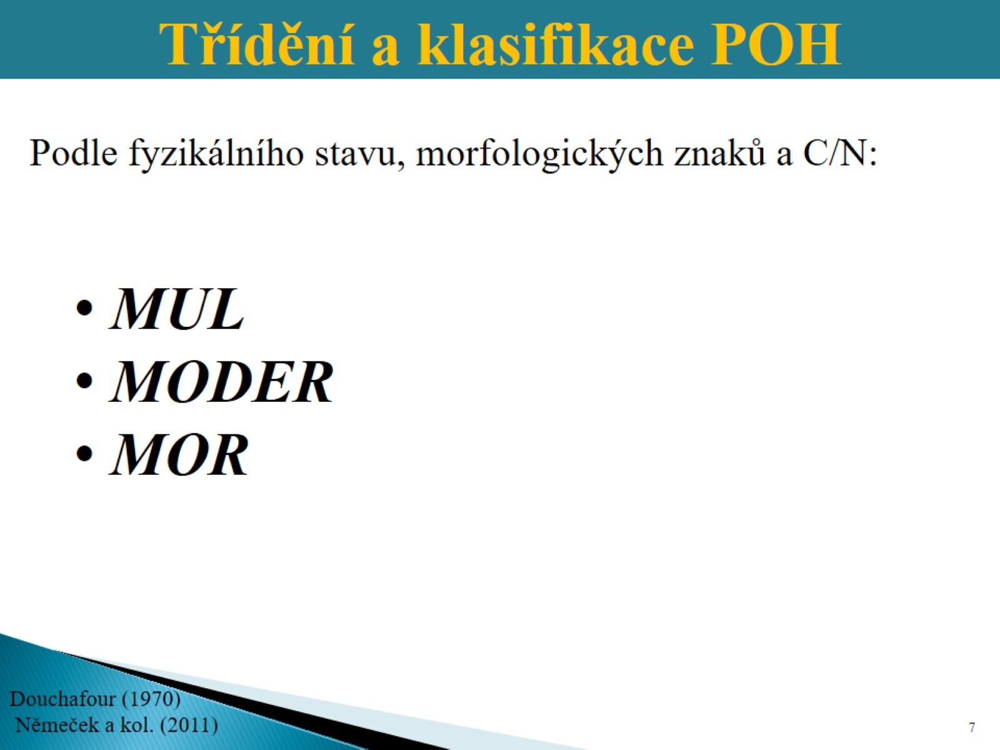 Třídění a klasifikace POH
Podle fyzikálního stavu, morfologických znaků a C/N:
• MUL
• MODER
• MOR
Douchafour (1970)
Němeček a kol. (2011)
7